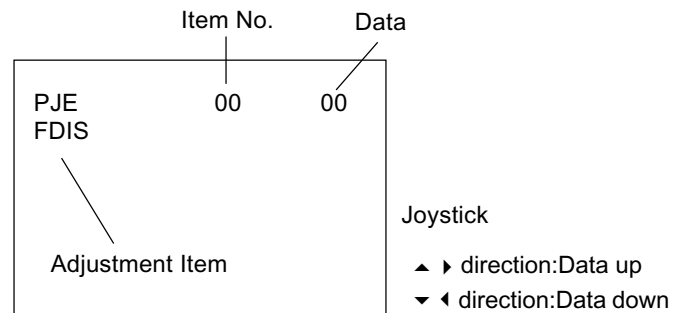 Item No.
Data
PJE 00 00
FDIS
Adjustment Item
Joystick
▲ ▶ direction:Data up
▼ ◀ direction:Data down